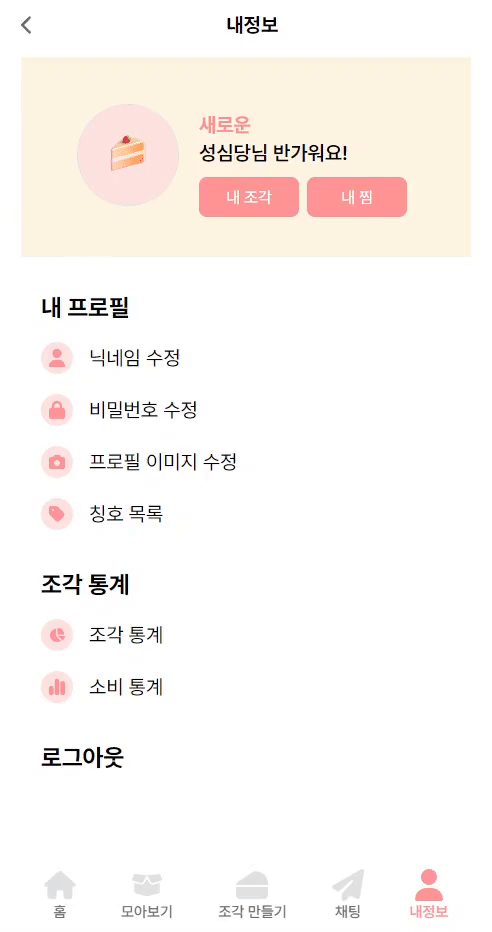 내정보
새로운
성심당님 반가워요!
내 조각
내 찜
내 프로필
닉네임 수정
비밀번호 수정
프로필 이미지 수정
칭호 목록
조각 통계
조각 통계
소비 통계
로그아웃
홈
모아보기
조각 만들기
채팅
내정보